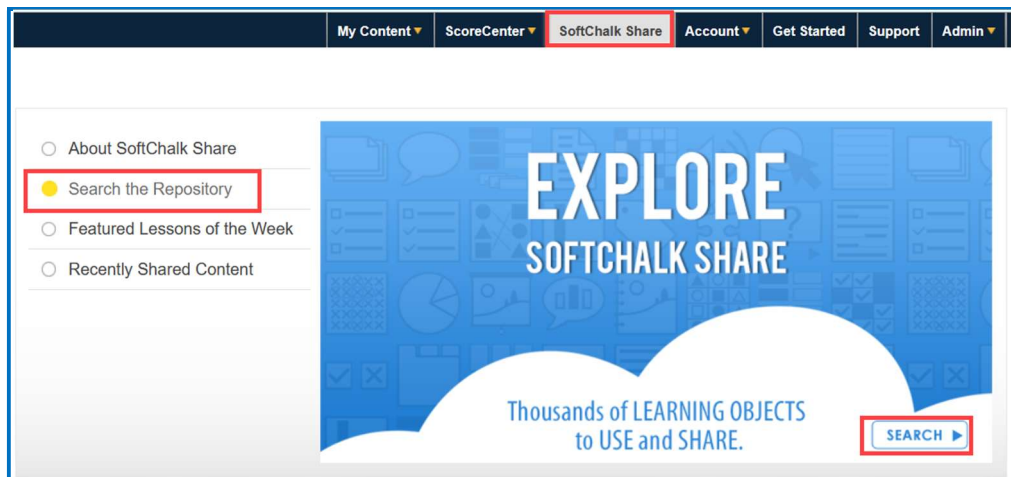 My Content ScoreCenter SoftChalk Share Account Get Started Support Admin
About SoftChalk Share
Search the Repository
Featured Lessons of the Week
Recently Shared Content
EXPLORE
SOFTCHALK SHARE
Thousands of LEARNING OBJECTS
to USE and SHARE.
SEARCH